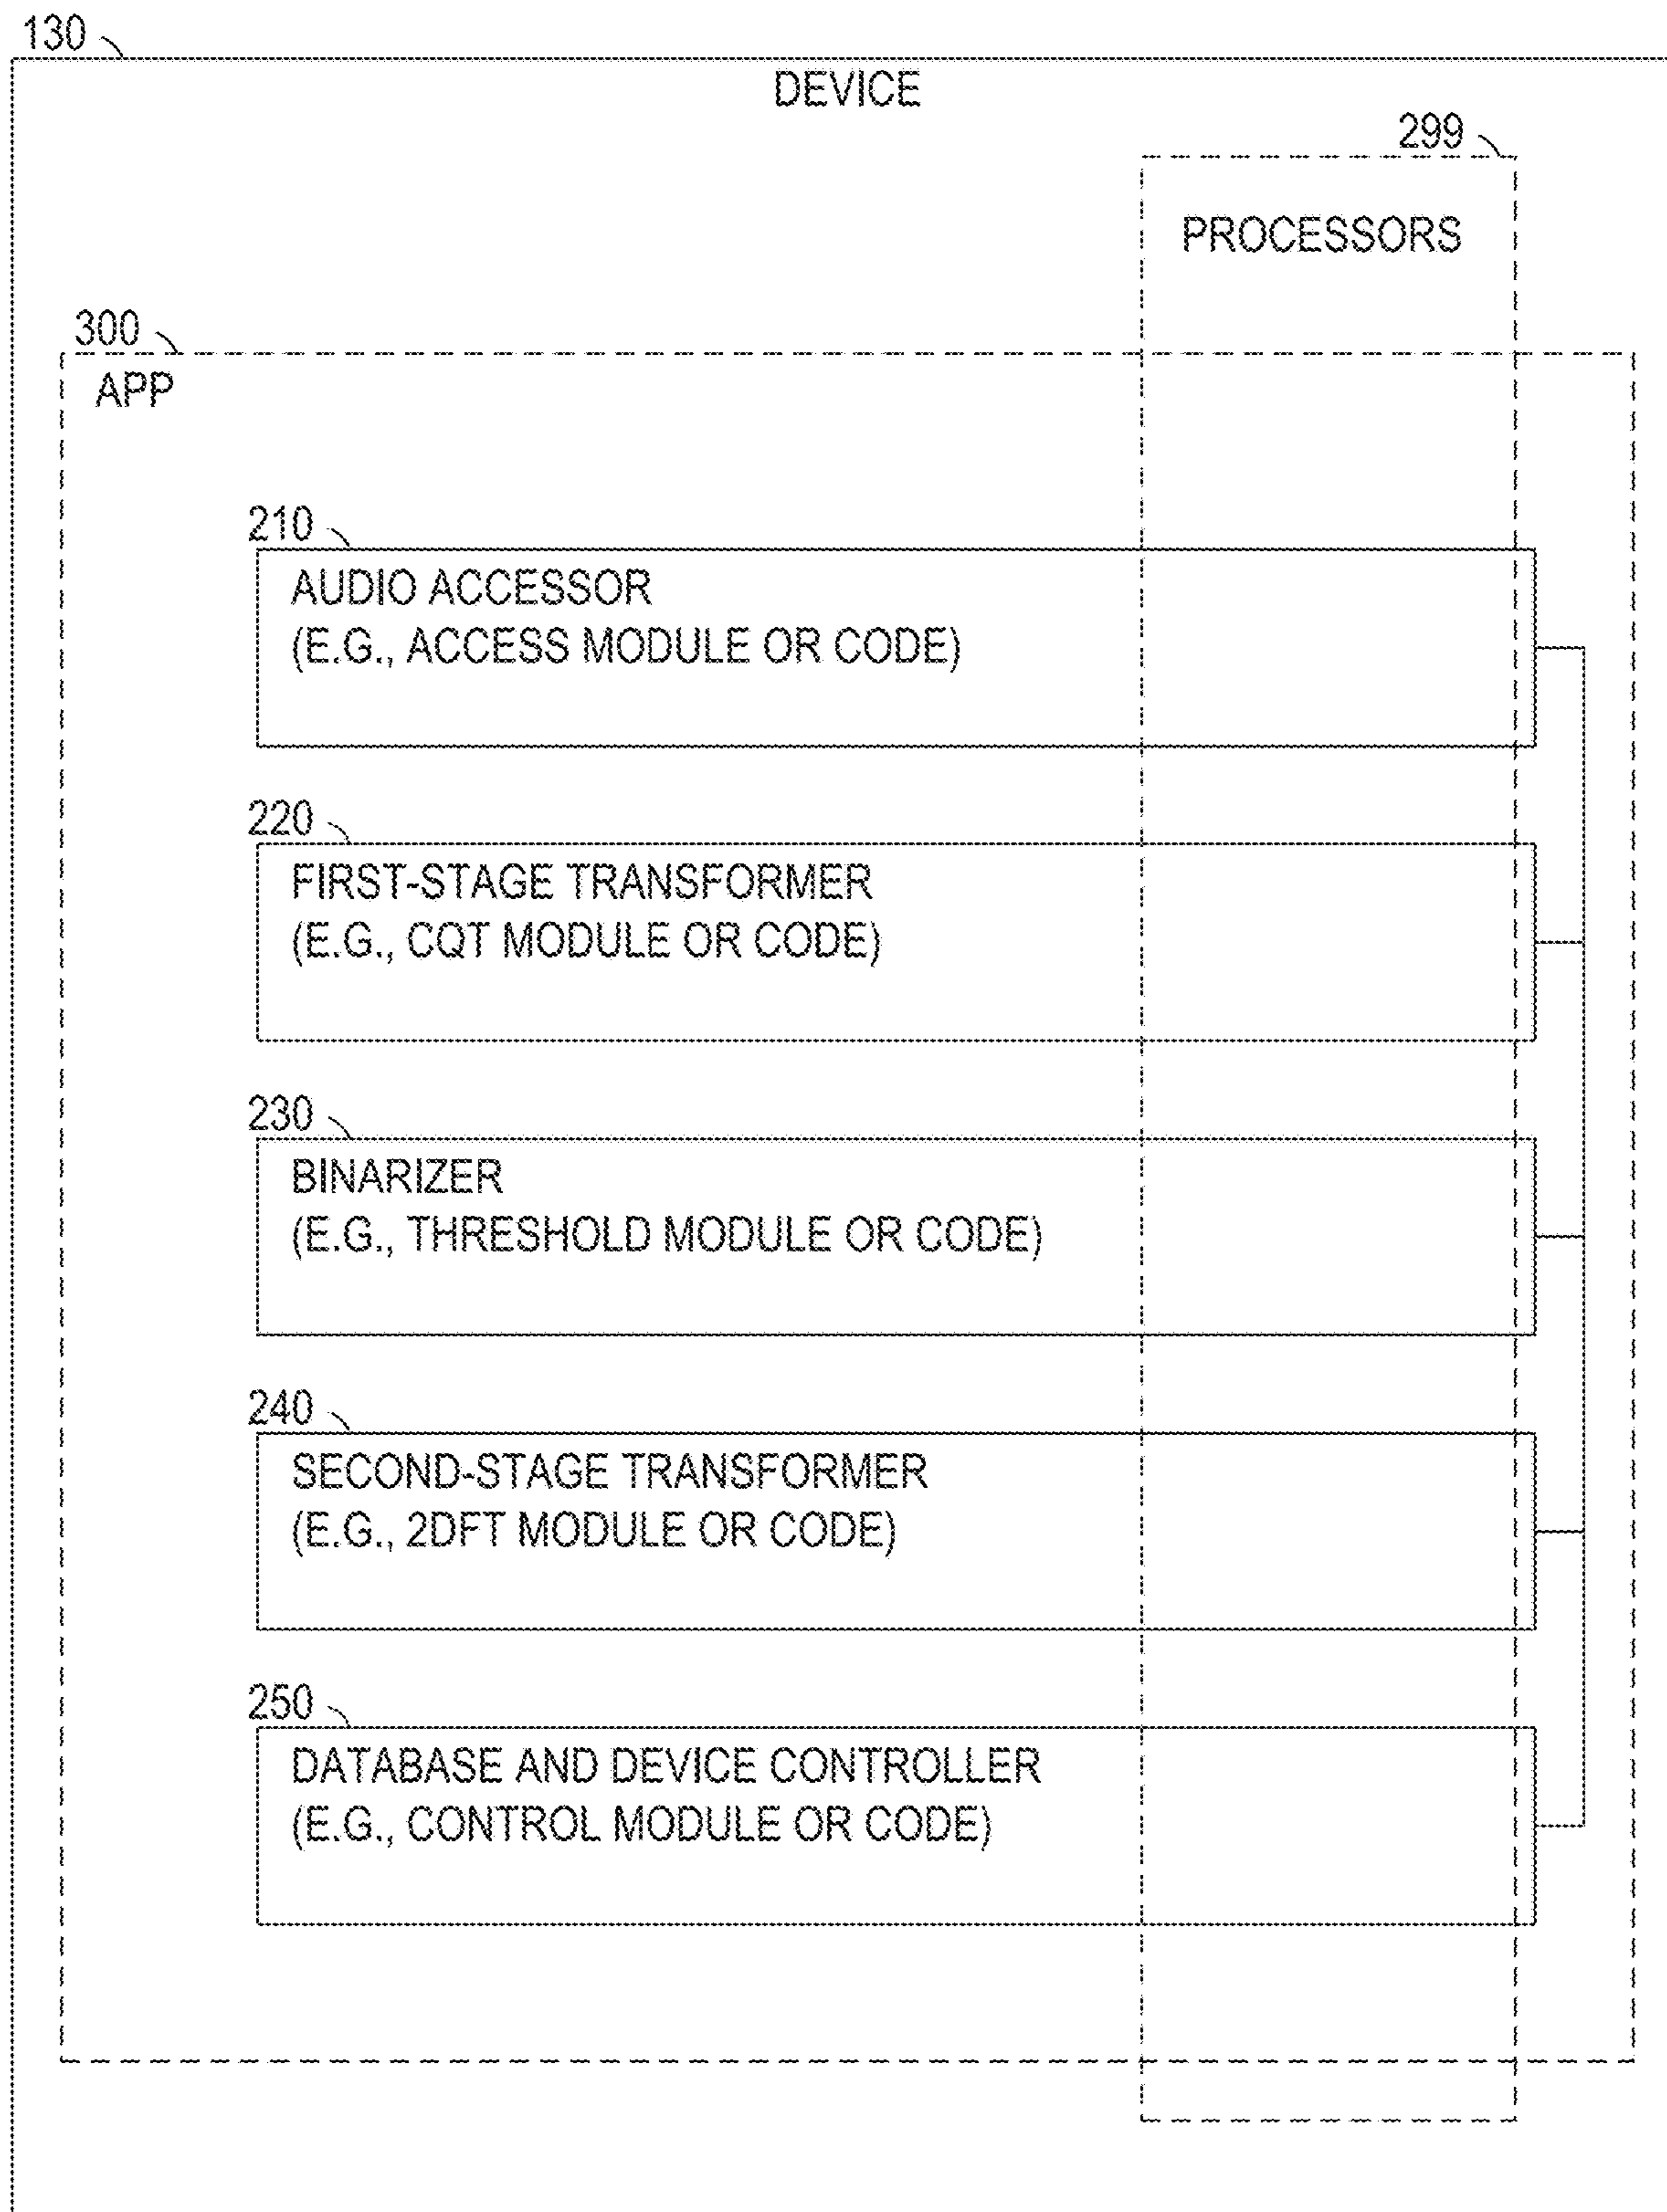 130
DEVICE
299
PROCESSORS
300
APP
210
AUDIO ACCESSOR
(E.G., ACCESS MODULE OR CODE)
220
FIRST-STAGE TRANSFORMER
(E.G., CQT MODULE OR CODE)
230
BINARIZER
(E.G., THRESHOLD MODULE OR CODE)
240
SECOND-STAGE TRANSFORMER
(E.G., 2DFT MODULE OR CODE)
250
DATABASE AND DEVICE CONTROLLER
(E.G., CONTROL MODULE OR CODE)